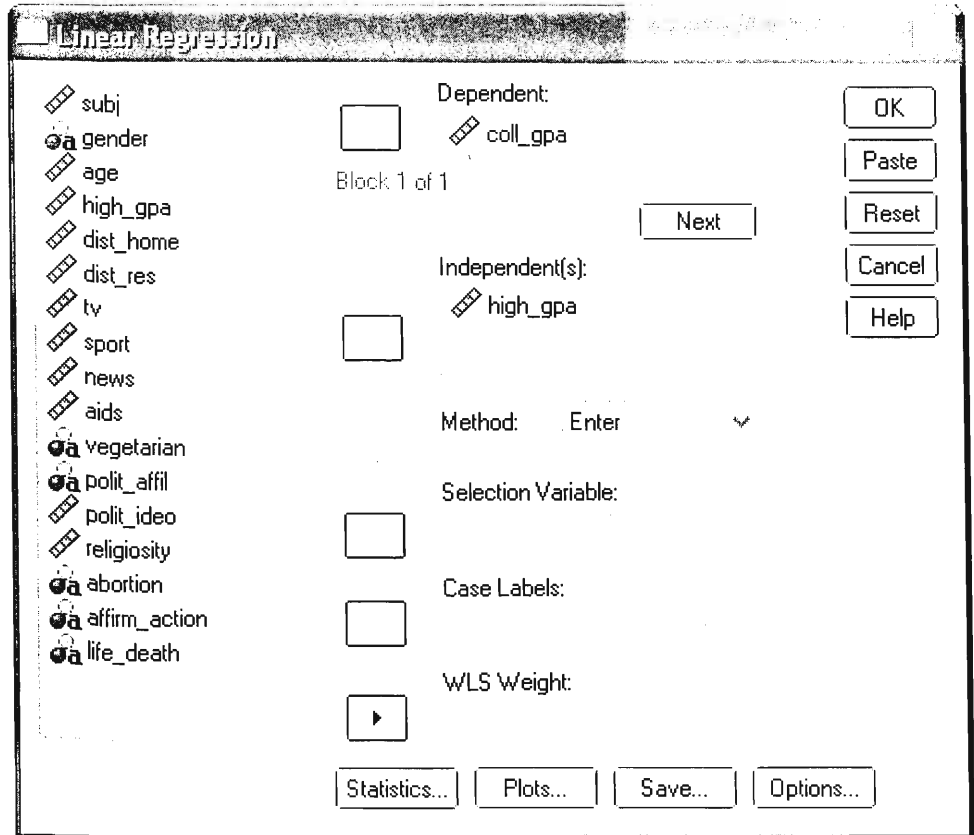 Linear Regression
subj
gender
age
high_gpa
dist_home
dist_res
tv
sport
news
aids
vegetarian
polit_affil
polit_ideo
religiosity
abortion
affirm_action
life_death
Dependent:
coll_gpa
Block 1 of 1
Next
Independent(s):
high_gpa
Method: Enter
Selection Variable:
Case Labels:
WLS Weight:
OK
Paste
Reset
Cancel
Help
Statistics... Plots... Save... Options...